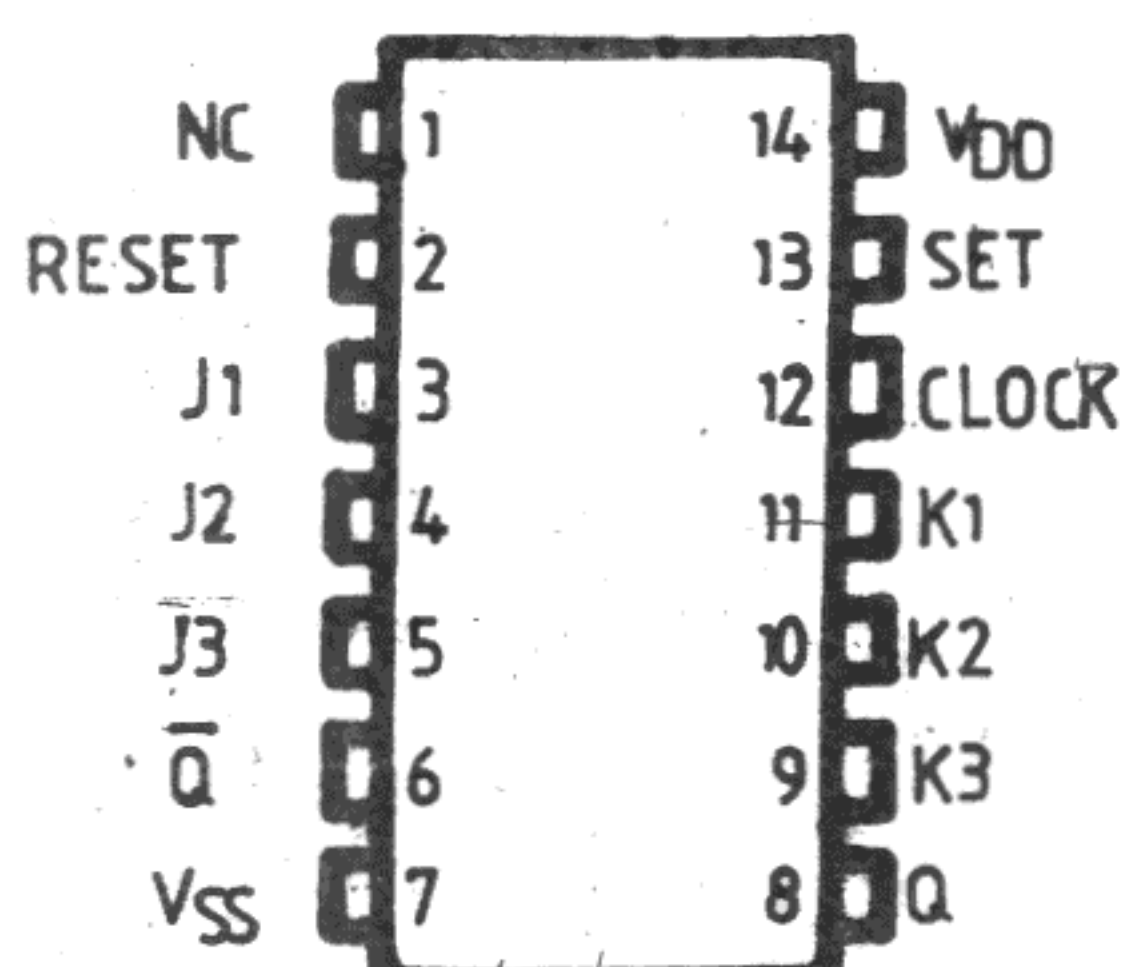 NC 1 14 VDD
RESET 2 13 SET
J1 3 12 CLOCK
J2 4 11 K1
J̅3̅ 5 10 K2
Q̅ 6 9 K3
VSS 7 8 Q